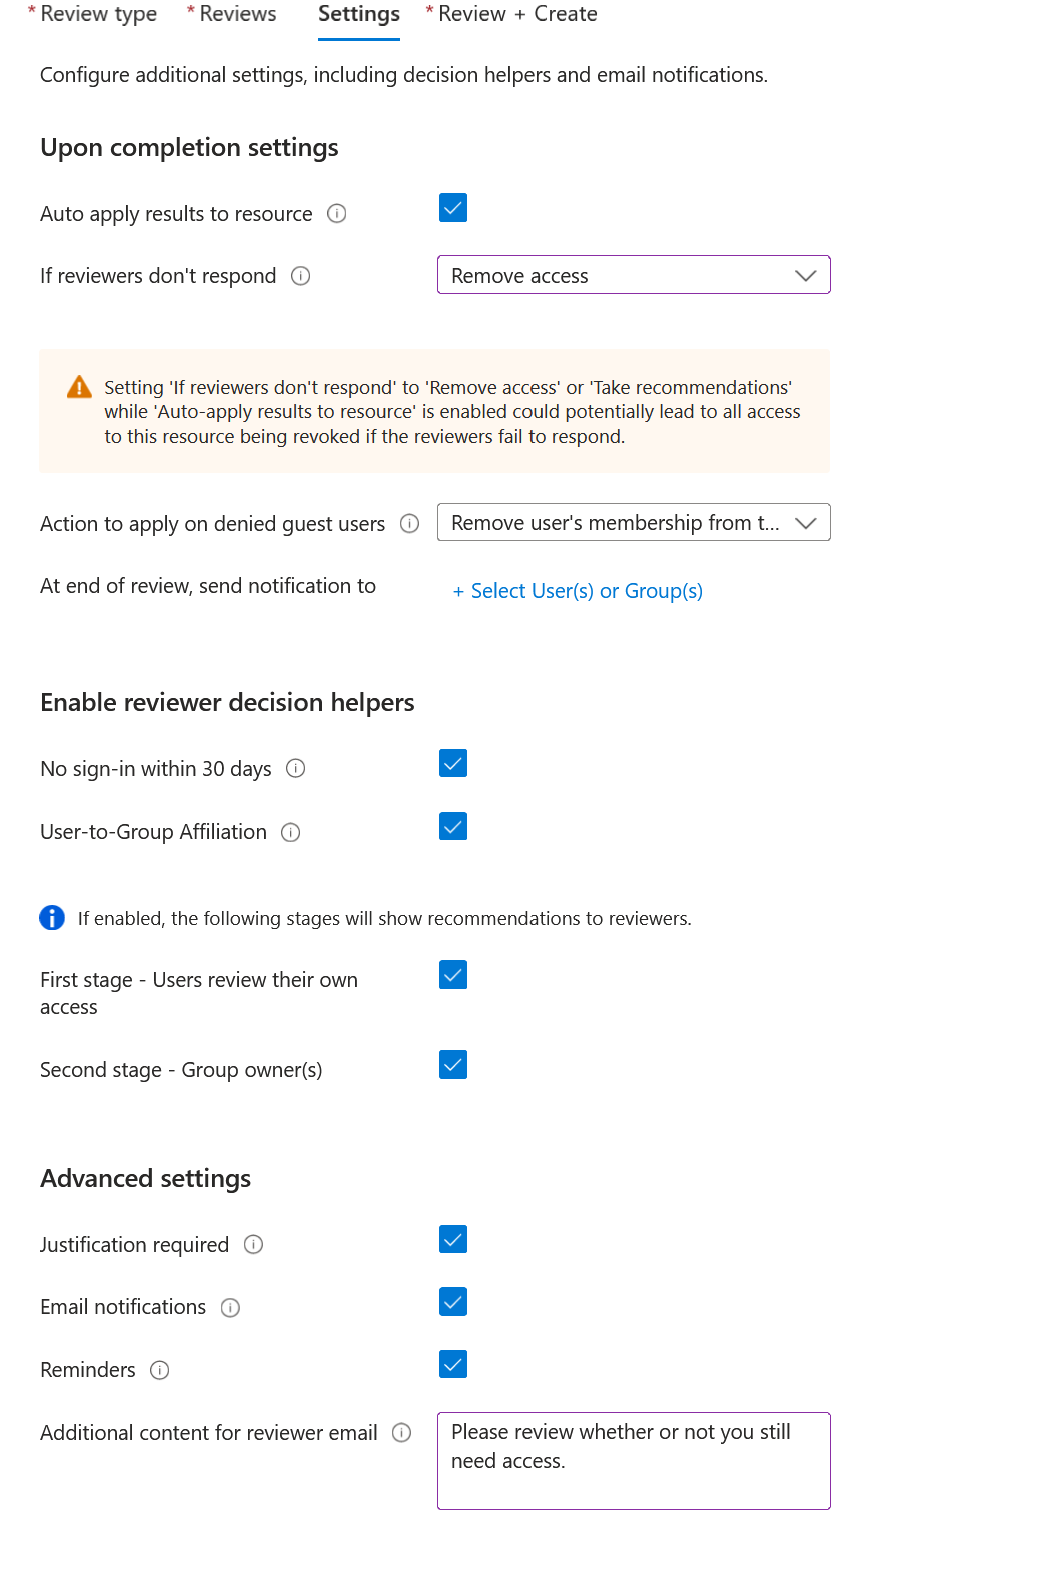 * Review type * Reviews Settings * Review + Create
Configure additional settings, including decision helpers and email notifications.
Upon completion settings
Auto apply results to resource
If reviewers don't respond Remove access
Setting 'If reviewers don't respond' to 'Remove access' or 'Take recommendations'
while 'Auto-apply results to resource' is enabled could potentially lead to all access
to this resource being revoked if the reviewers fail to respond.
Action to apply on denied guest users Remove user's membership from t...
At end of review, send notification to + Select User(s) or Group(s)
Enable reviewer decision helpers
No sign-in within 30 days
User-to-Group Affiliation
If enabled, the following stages will show recommendations to reviewers.
First stage - Users review their own
access
Second stage - Group owner(s)
Advanced settings
Justification required
Email notifications
Reminders
Additional content for reviewer email Please review whether or not you still
need access.